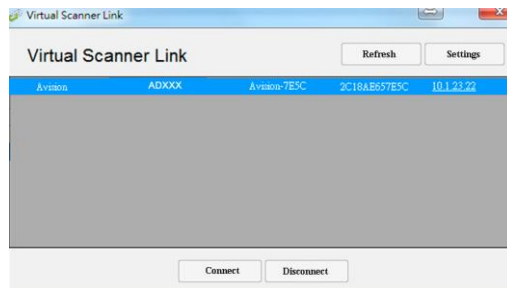 Virtual Scanner Link
Virtual Scanner Link Refresh Settings
Avision ADXXX Avision-7E5C 2C18AE657E5C 10.1.23.22
Connect Disconnect